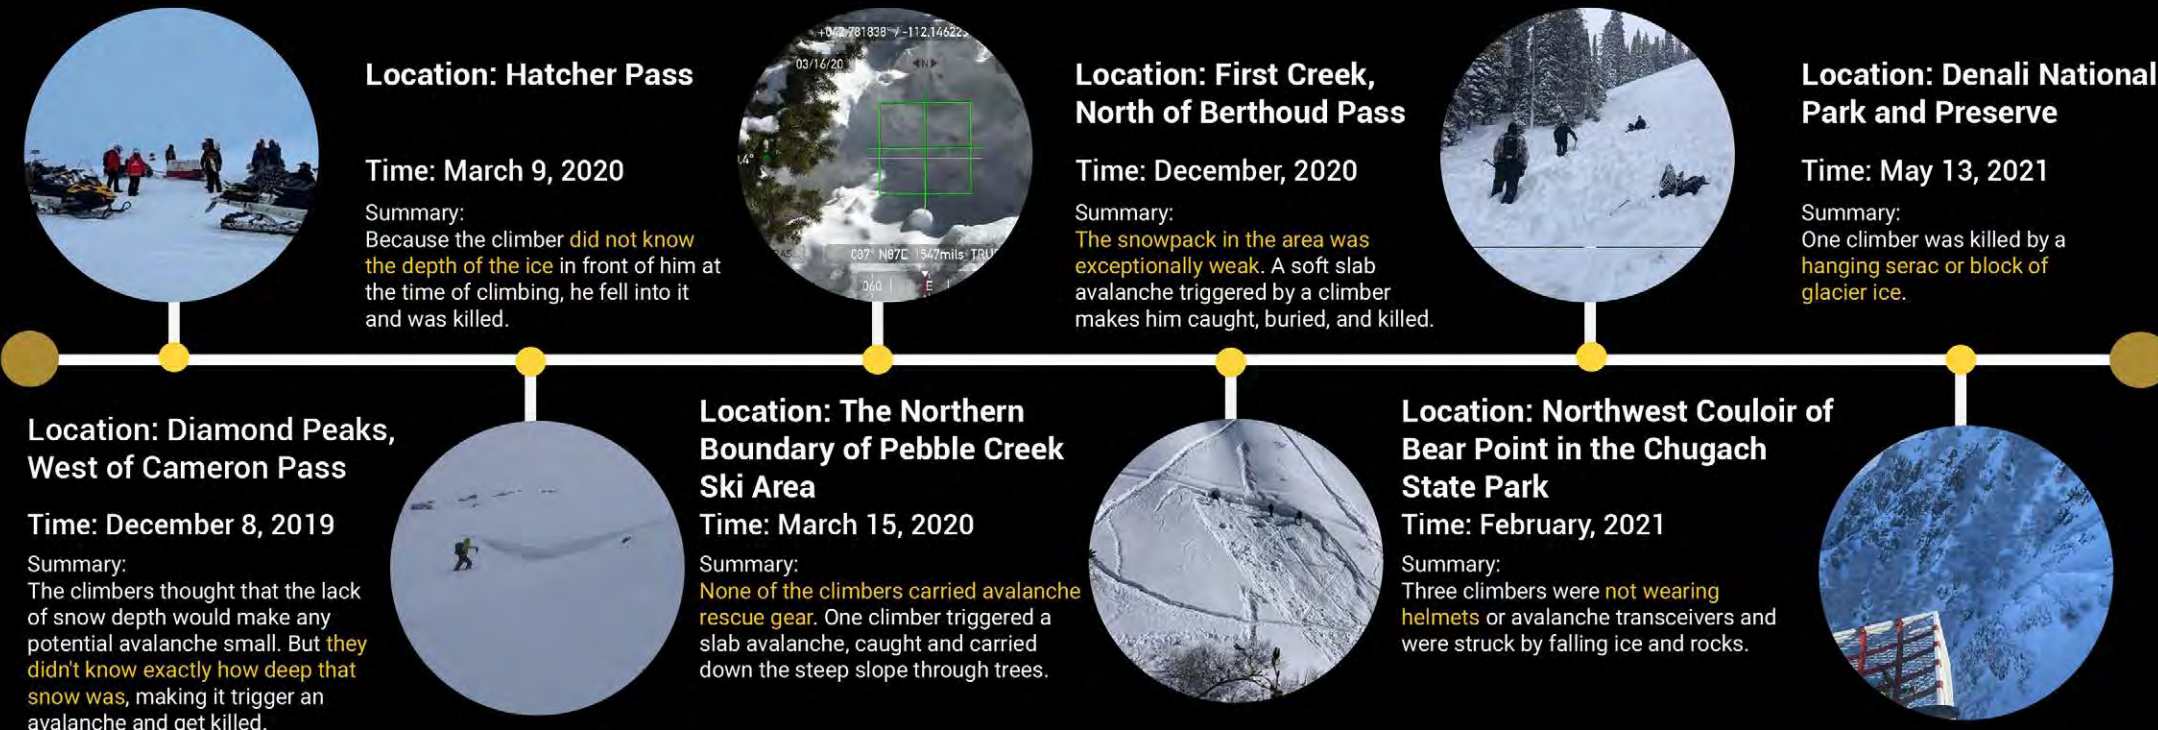 Location: Diamond Peaks,
West of Cameron Pass
Time: December 8, 2019
Summary:
The climbers thought that the lack
of snow depth would make any
potential avalanche small. But they
didn't know exactly how deep that
snow was, making it trigger an
avalanche and get killed.
Location: Hatcher Pass
Time: March 9, 2020
Summary:
Because the climber did not know
the depth of the ice in front of him at
the time of climbing, he fell into it
and was killed.
Location: The Northern
Boundary of Pebble Creek
Ski Area
Time: March 15, 2020
Summary:
None of the climbers carried avalanche
rescue gear. One climber triggered a
slab avalanche, caught and carried
down the steep slope through trees.
03/16/20
N
037° N87E 1547mils TRU
060
E
Location: First Creek,
North of Berthoud Pass
Time: December, 2020
Summary:
The snowpack in the area was
exceptionally weak. A soft slab
avalanche triggered by a climber
makes him caught, buried, and killed.
Location: Northwest Couloir of
Bear Point in the Chugach
State Park
Time: February, 2021
Summary:
Three climbers were not wearing
helmets or avalanche transceivers and
were struck by falling ice and rocks.
Location: Denali National
Park and Preserve
Time: May 13, 2021
Summary:
One climber was killed by a
hanging serac or block of
glacier ice.